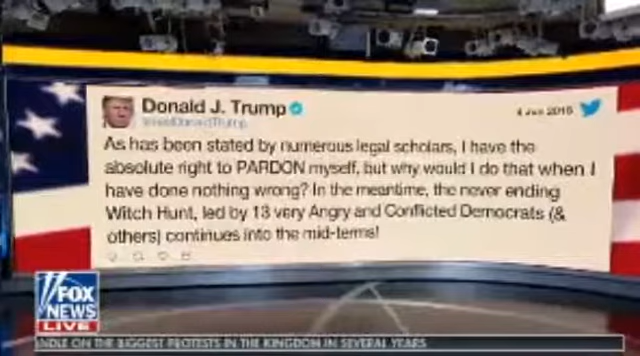 Donald J. Trump
@realDonaldTrump
4 Jun 2018
As has been stated by numerous legal scholars, I have the
absolute right to PARDON myself, but why would I do that when I
have done nothing wrong? In the meantime, the never ending
Witch Hunt, led by 13 very Angry and Conflicted Democrats (&
others) continues into the mid-terms!
FOX
NEWS
LIVE
ON THE BIGGEST PROTESTS IN THE KINGDOM IN SEVERAL YEARS